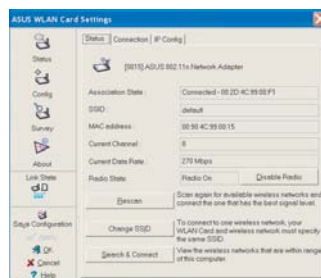 ASUS WLAN Card Settings
Status
Config
Survey
About
Link State
Save Configuration
OK
Cancel
Help
Status Connection IP Config
[0015] ASUS 802.11n Network Adapter
Association State : Connected - 00:2D:4C:99:00:F1
SSID : default
MAC address : 00:90:4C:99:00:15
Current Channel : 6
Current Data Rate : 270 Mbps
Radio State: Radio On Disable Radio
Rescan
Scan again for available wireless networks and connect the one that has the best signal level.
Change SSID
To connect to one wireless network, your WLAN Card and wireless network must specify the same SSID.
Search & Connect
View the wireless networks that are within range of this computer.